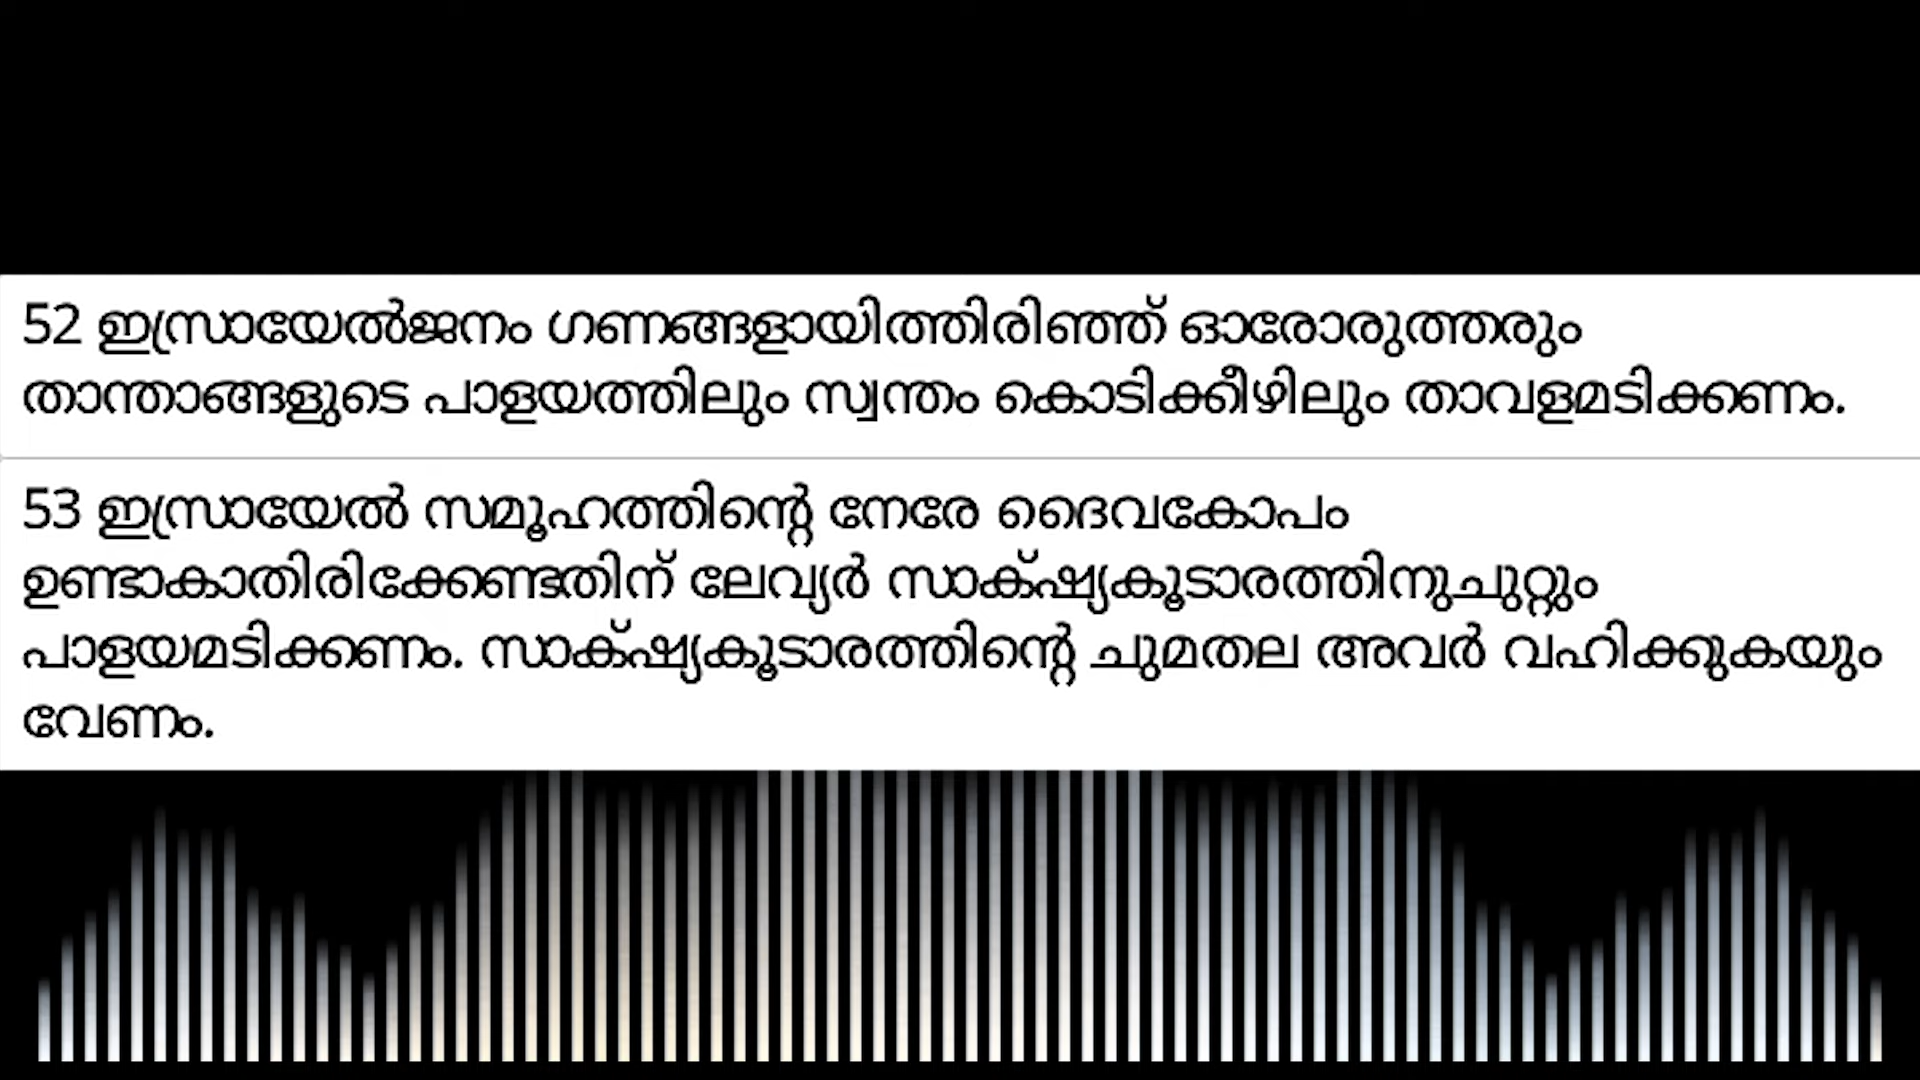 52 ഇസ്രായേൽജനം ഗണങ്ങളായിത്തിരിഞ്ഞ് ഓരോരുത്തരും
താന്താങ്ങളുടെ പാളയത്തിലും സ്വന്തം കൊടിക്കീഴിലും താവളമടിക്കണം.
53 ഇസ്രായേൽ സമൂഹത്തിന്റെ നേരേ ദൈവകോപം
ഉണ്ടാകാതിരിക്കേണ്ടതിന് ലേവ്യർ സാക്‌ഷ്യകൂടാരത്തിനുചുറ്റും
പാളയമടിക്കണം. സാക്‌ഷ്യകൂടാരത്തിന്റെ ചുമതല അവർ വഹിക്കുകയും
വേണം.